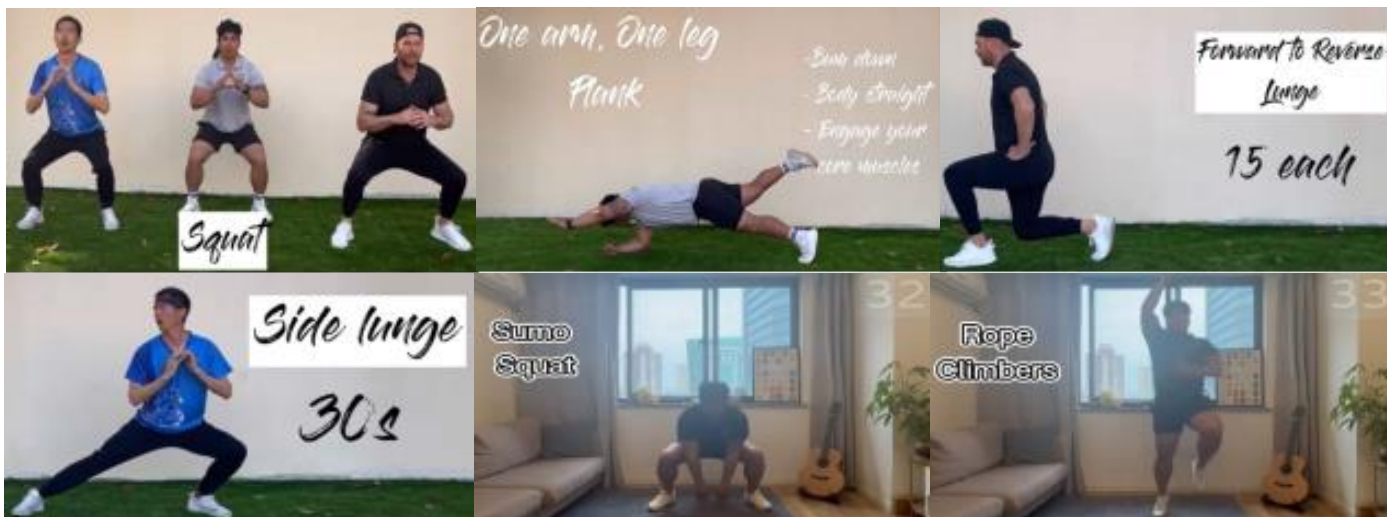 Squat
One arm, One leg
Plank
-Bum down
- Body straight
- Engage your
core muscles
Forward to Reverse
Lunge
15 each
Side lunge
30s
Sumo
Squat
32
Rope
Climbers
33